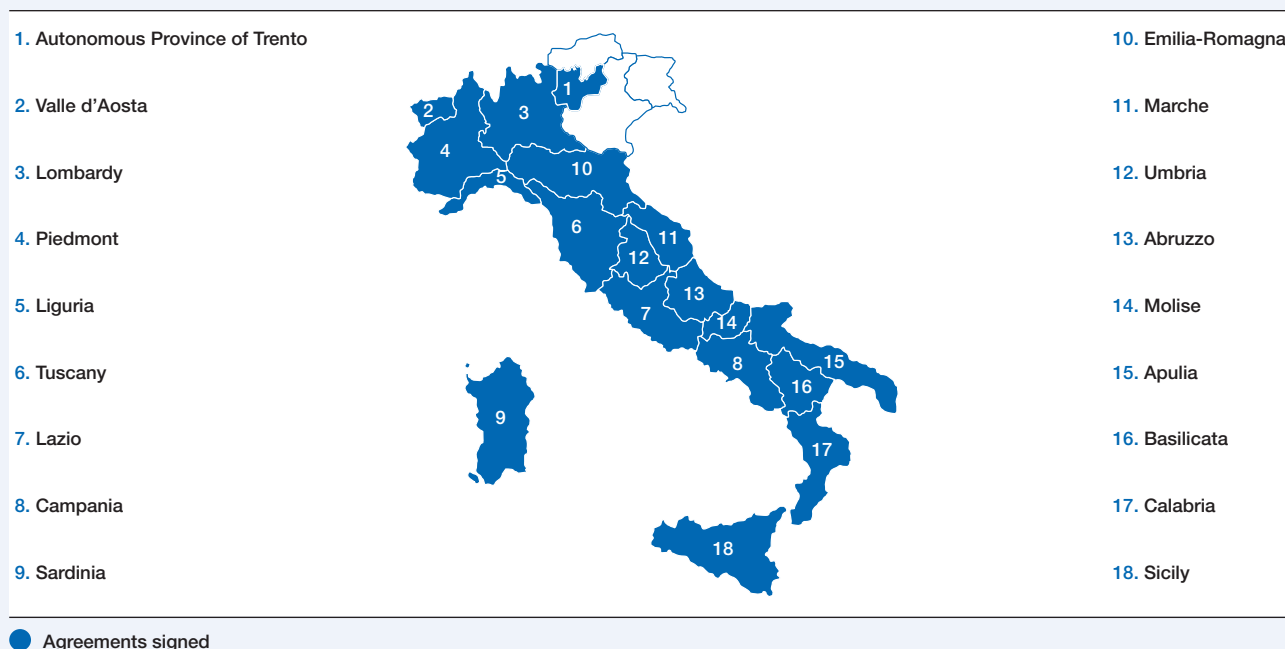 1. Autonomous Province of Trento
2. Valle d'Aosta
3. Lombardy
4. Piedmont
5. Liguria
6. Tuscany
7. Lazio
8. Campania
9. Sardinia
1
2
3
4
10
5
6
11
12
13
7
14
15
8
16
9
17
18
10. Emilia-Romagna
11. Marche
12. Umbria
13. Abruzzo
14. Molise
15. Apulia
16. Basilicata
17. Calabria
18. Sicily
Agreements signed